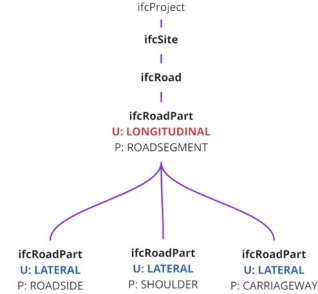 ifcProject
ifcSite
ifcRoad
ifcRoadPart
U: LONGITUDINAL
P: ROADSEGMENT
ifcRoadPart
U: LATERAL
P: ROADSIDE
ifcRoadPart
U: LATERAL
P: SHOULDER
ifcRoadPart
U: LATERAL
P: CARRIAGEWAY